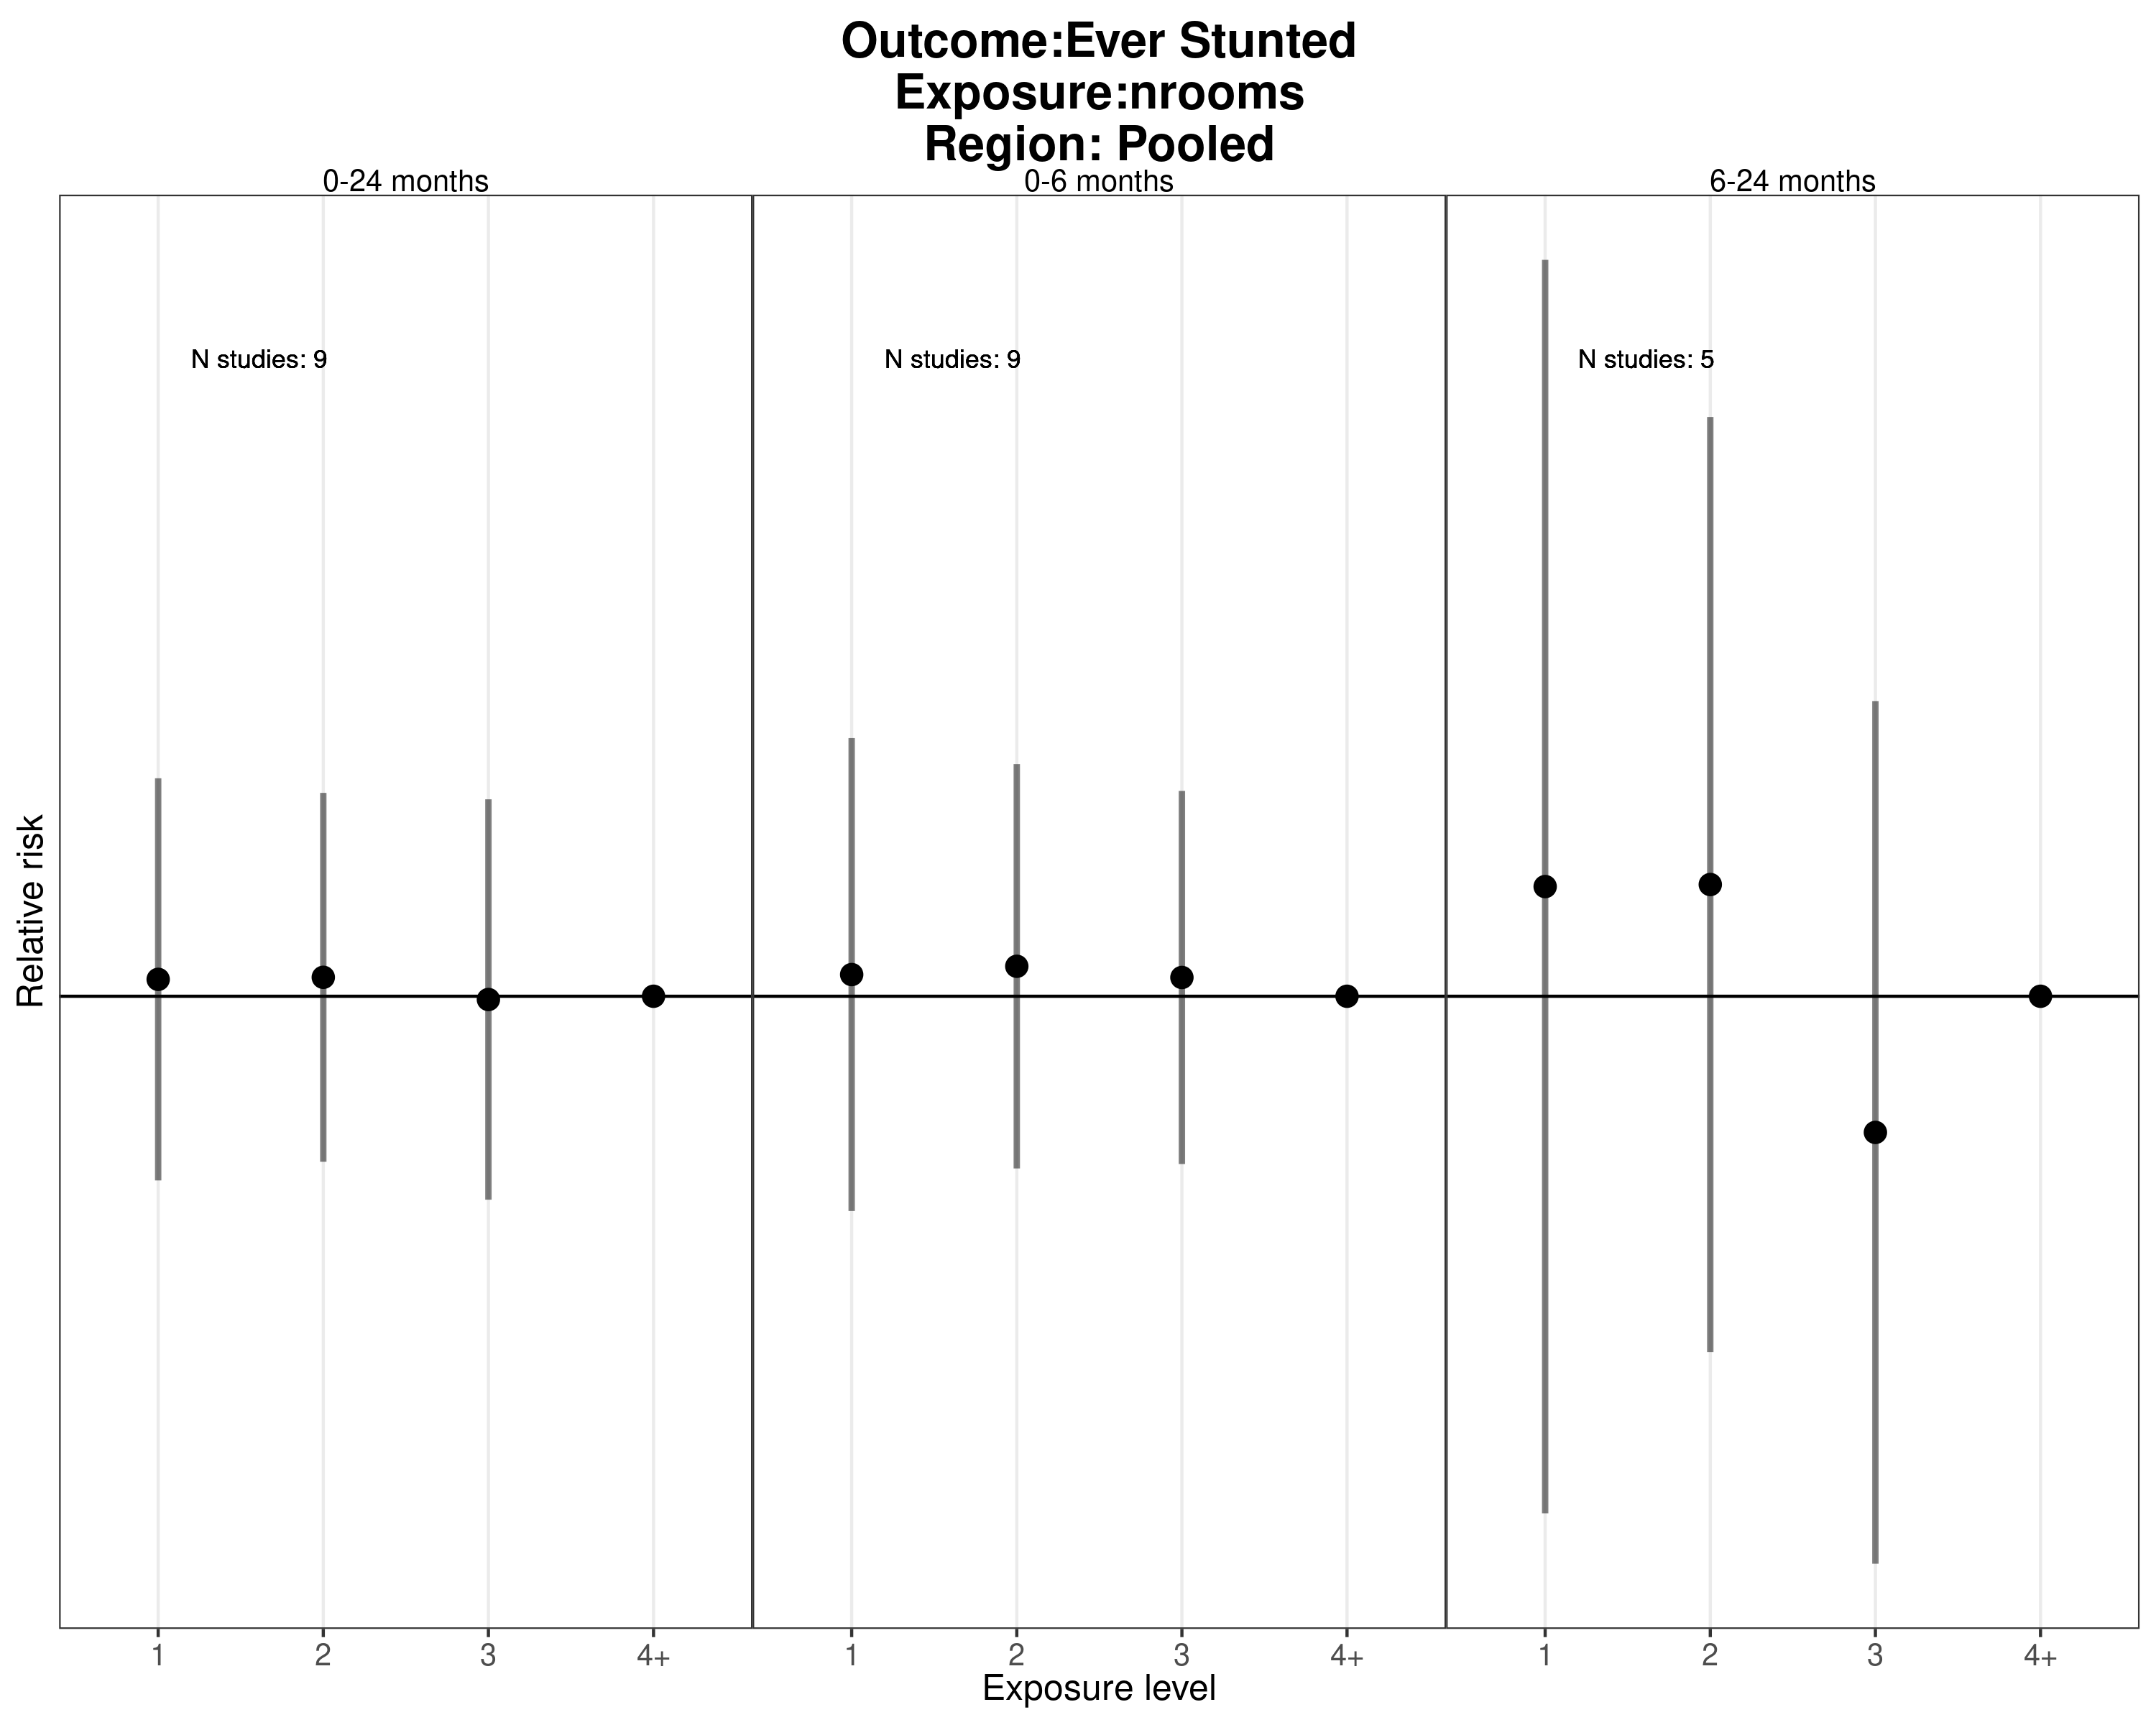 Outcome:Ever Stunted
Exposure:nrooms
Region: Pooled
0-24 months
0-6 months
6-24 months
N studies: 9
N studies: 9
N studies: 5
Relative risk
1 2 3 4+
1 2 3 4+
1 2 3 4+
Exposure level